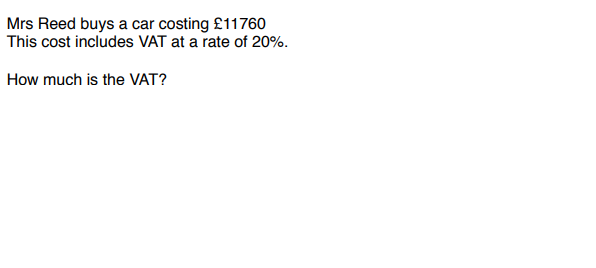 Mrs Reed buys a car costing £11760
This cost includes VAT at a rate of 20%.
How much is the VAT?